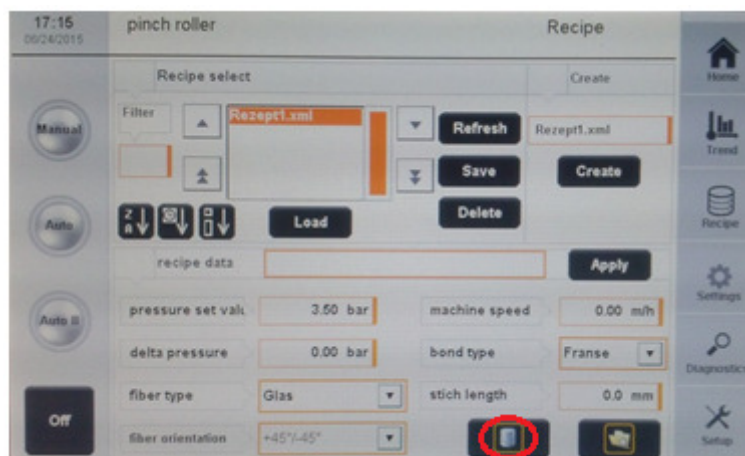 17:15
06/24/2015
pinch roller
Recipe
Home
Recipe select
Create
Filter
Rezept1.xml
Refresh
Rezept1.xml
Manual
Trend
Save
Create
Z
A
Load
Delete
Auto
Recipe
recipe data
Apply
Settings
pressure set valu
3.50 bar
machine speed
0.00 m/h
Auto II
delta pressure
0.00 bar
bond type
Franse
Diagnostics
fiber type
Glas
stich length
0.0 mm
Off
fiber orientation
+45°/-45°
Setup